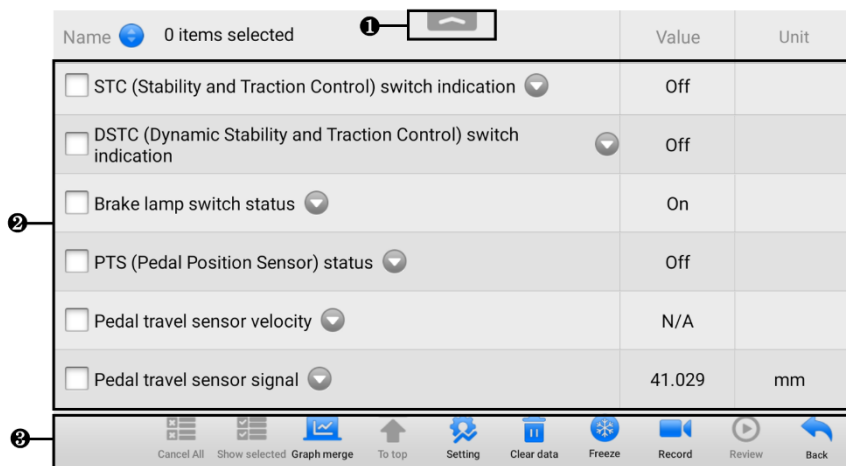 Name 0 items selected ❶ Value Unit
STC (Stability and Traction Control) switch indication Off
DSTC (Dynamic Stability and Traction Control) switch
indication Off
❷
Brake lamp switch status On
PTS (Pedal Position Sensor) status Off
Pedal travel sensor velocity N/A
Pedal travel sensor signal 41.029 mm
❸
Cancel All Show selected Graph merge To top Setting Clear data Freeze Record Review Back